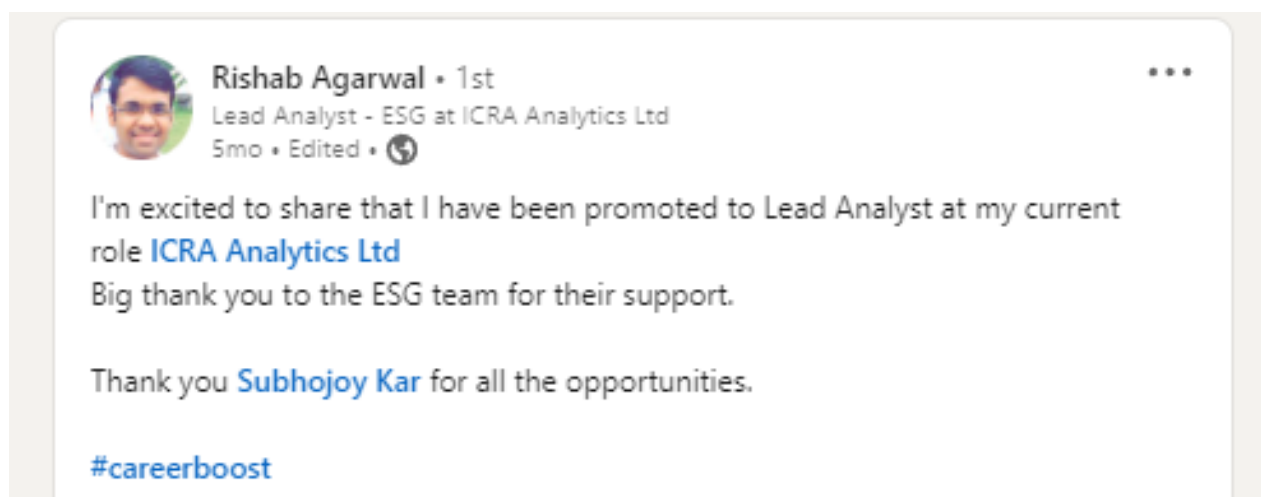 Rishab Agarwal • 1st
Lead Analyst - ESG at ICRA Analytics Ltd
5mo • Edited •
I'm excited to share that I have been promoted to Lead Analyst at my current
role ICRA Analytics Ltd
Big thank you to the ESG team for their support.
Thank you Subhojoy Kar for all the opportunities.
#careerboost